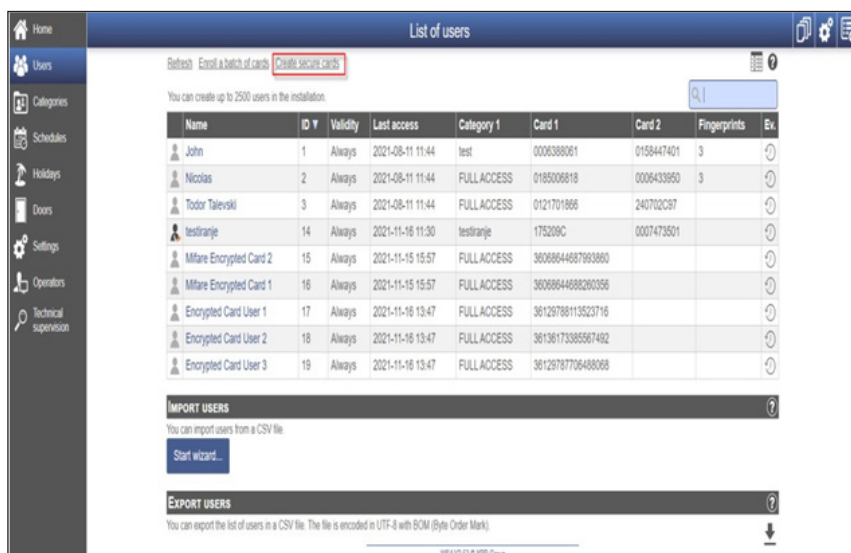 List of users
Home
Users
Categories
Schedules
Holidays
Doors
Settings
Operators
Technical
supervision
Refresh Enroll a batch of cards Create secure cards
You can create up to 2500 users in the installation.
Name ID Validity Last access Category 1 Card 1 Card 2 Fingerprints Ev.
John 1 Always 2021-08-11 11:44 test 0006388061 0158447401 3
Nicolas 2 Always 2021-08-11 11:44 FULL ACCESS 0185006818 0006433950 3
Todor Talevski 3 Always 2021-08-11 11:44 FULL ACCESS 0121701866 240702C97
testiranje 14 Always 2021-11-16 11:30 testiranje 175209C 0007473501
Mifare Encrypted Card 2 15 Always 2021-11-15 15:57 FULL ACCESS 36068644687993860
Mifare Encrypted Card 1 16 Always 2021-11-15 15:57 FULL ACCESS 36068644688260356
Encrypted Card User 1 17 Always 2021-11-16 13:47 FULL ACCESS 36129788113523716
Encrypted Card User 2 18 Always 2021-11-16 13:47 FULL ACCESS 36136173385567492
Encrypted Card User 3 19 Always 2021-11-16 13:47 FULL ACCESS 36129787706488068
IMPORT USERS
You can import users from a CSV file.
Start wizard...
EXPORT USERS
You can export the list of users in a CSV file. The file is encoded in UTF-8 with BOM (Byte Order Mark).